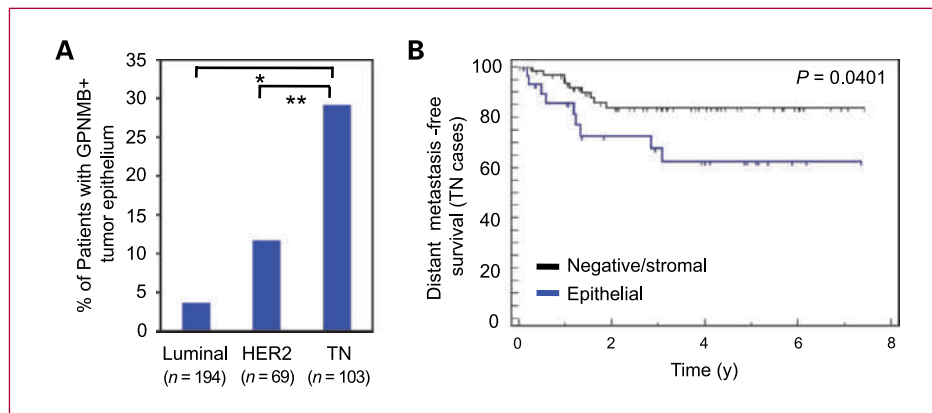 A
% of Patients with GPNMB+
tumor epithelium
35
30
25
20
15
10
5
0
*
**
Luminal
(n = 194)
HER2
(n = 69)
TN
(n = 103)
B
Distant metastasis -free
survival (TN cases)
100
80
60
40
20
0
P = 0.0401
Negative/stromal
Epithelial
0
2
4
6
8
Time (y)